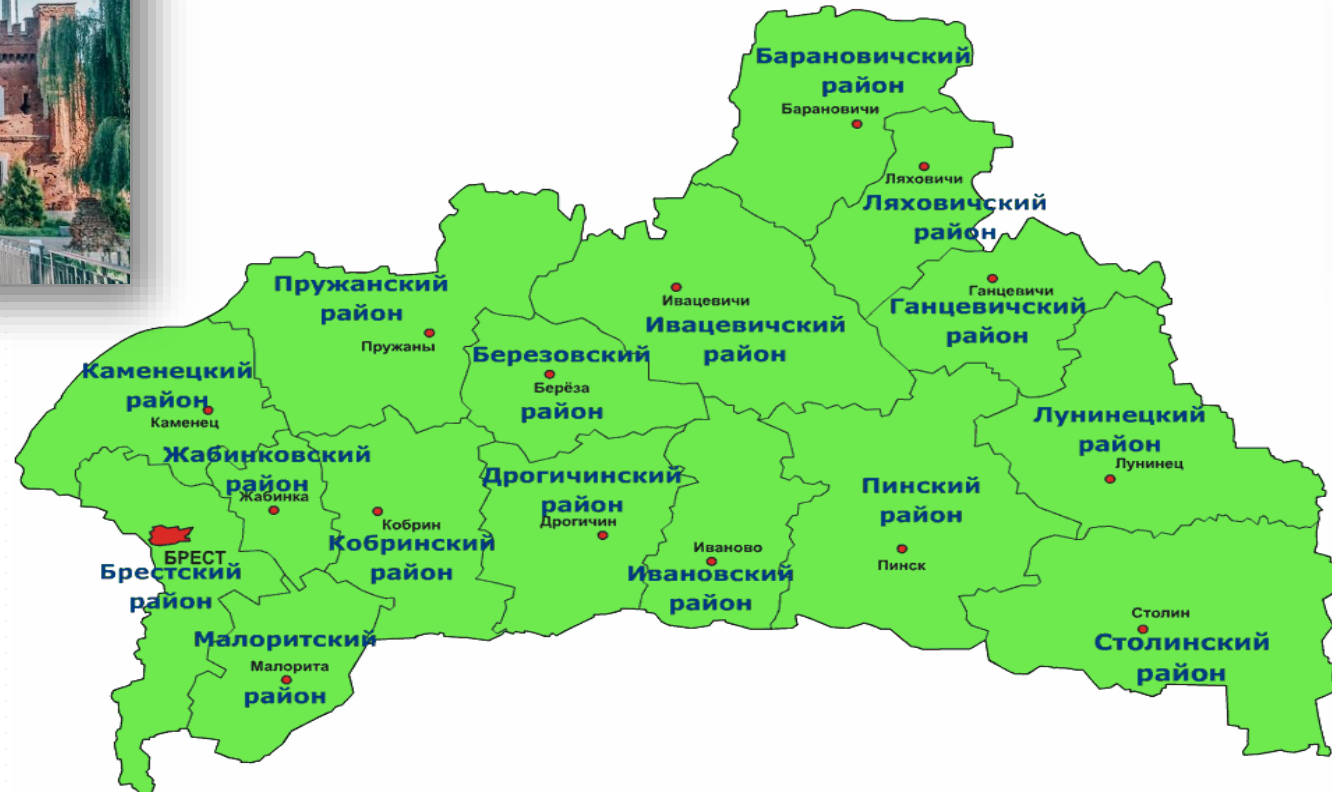 Барановичский
район
Барановичи
Ляховичи
Ляховичский
район
Пружанский
район
Пружаны
Ивацевичи
Ивацевичский
район
Ганцевичи
Ганцевичский
район
Березовский
Берёза
район
Каменецкий
район
Каменец
Жабинковский
район
Жабинка
Кобрин
Кобринский
район
Дрогичинский
район
Дрогичин
Лунинецкий
район
Лунинец
Пинский
район
Пинск
Иваново
Ивановский
район
БРЕСТ
Брестский
район
Малоритский
Малорита
район
Столин
Столинский
район